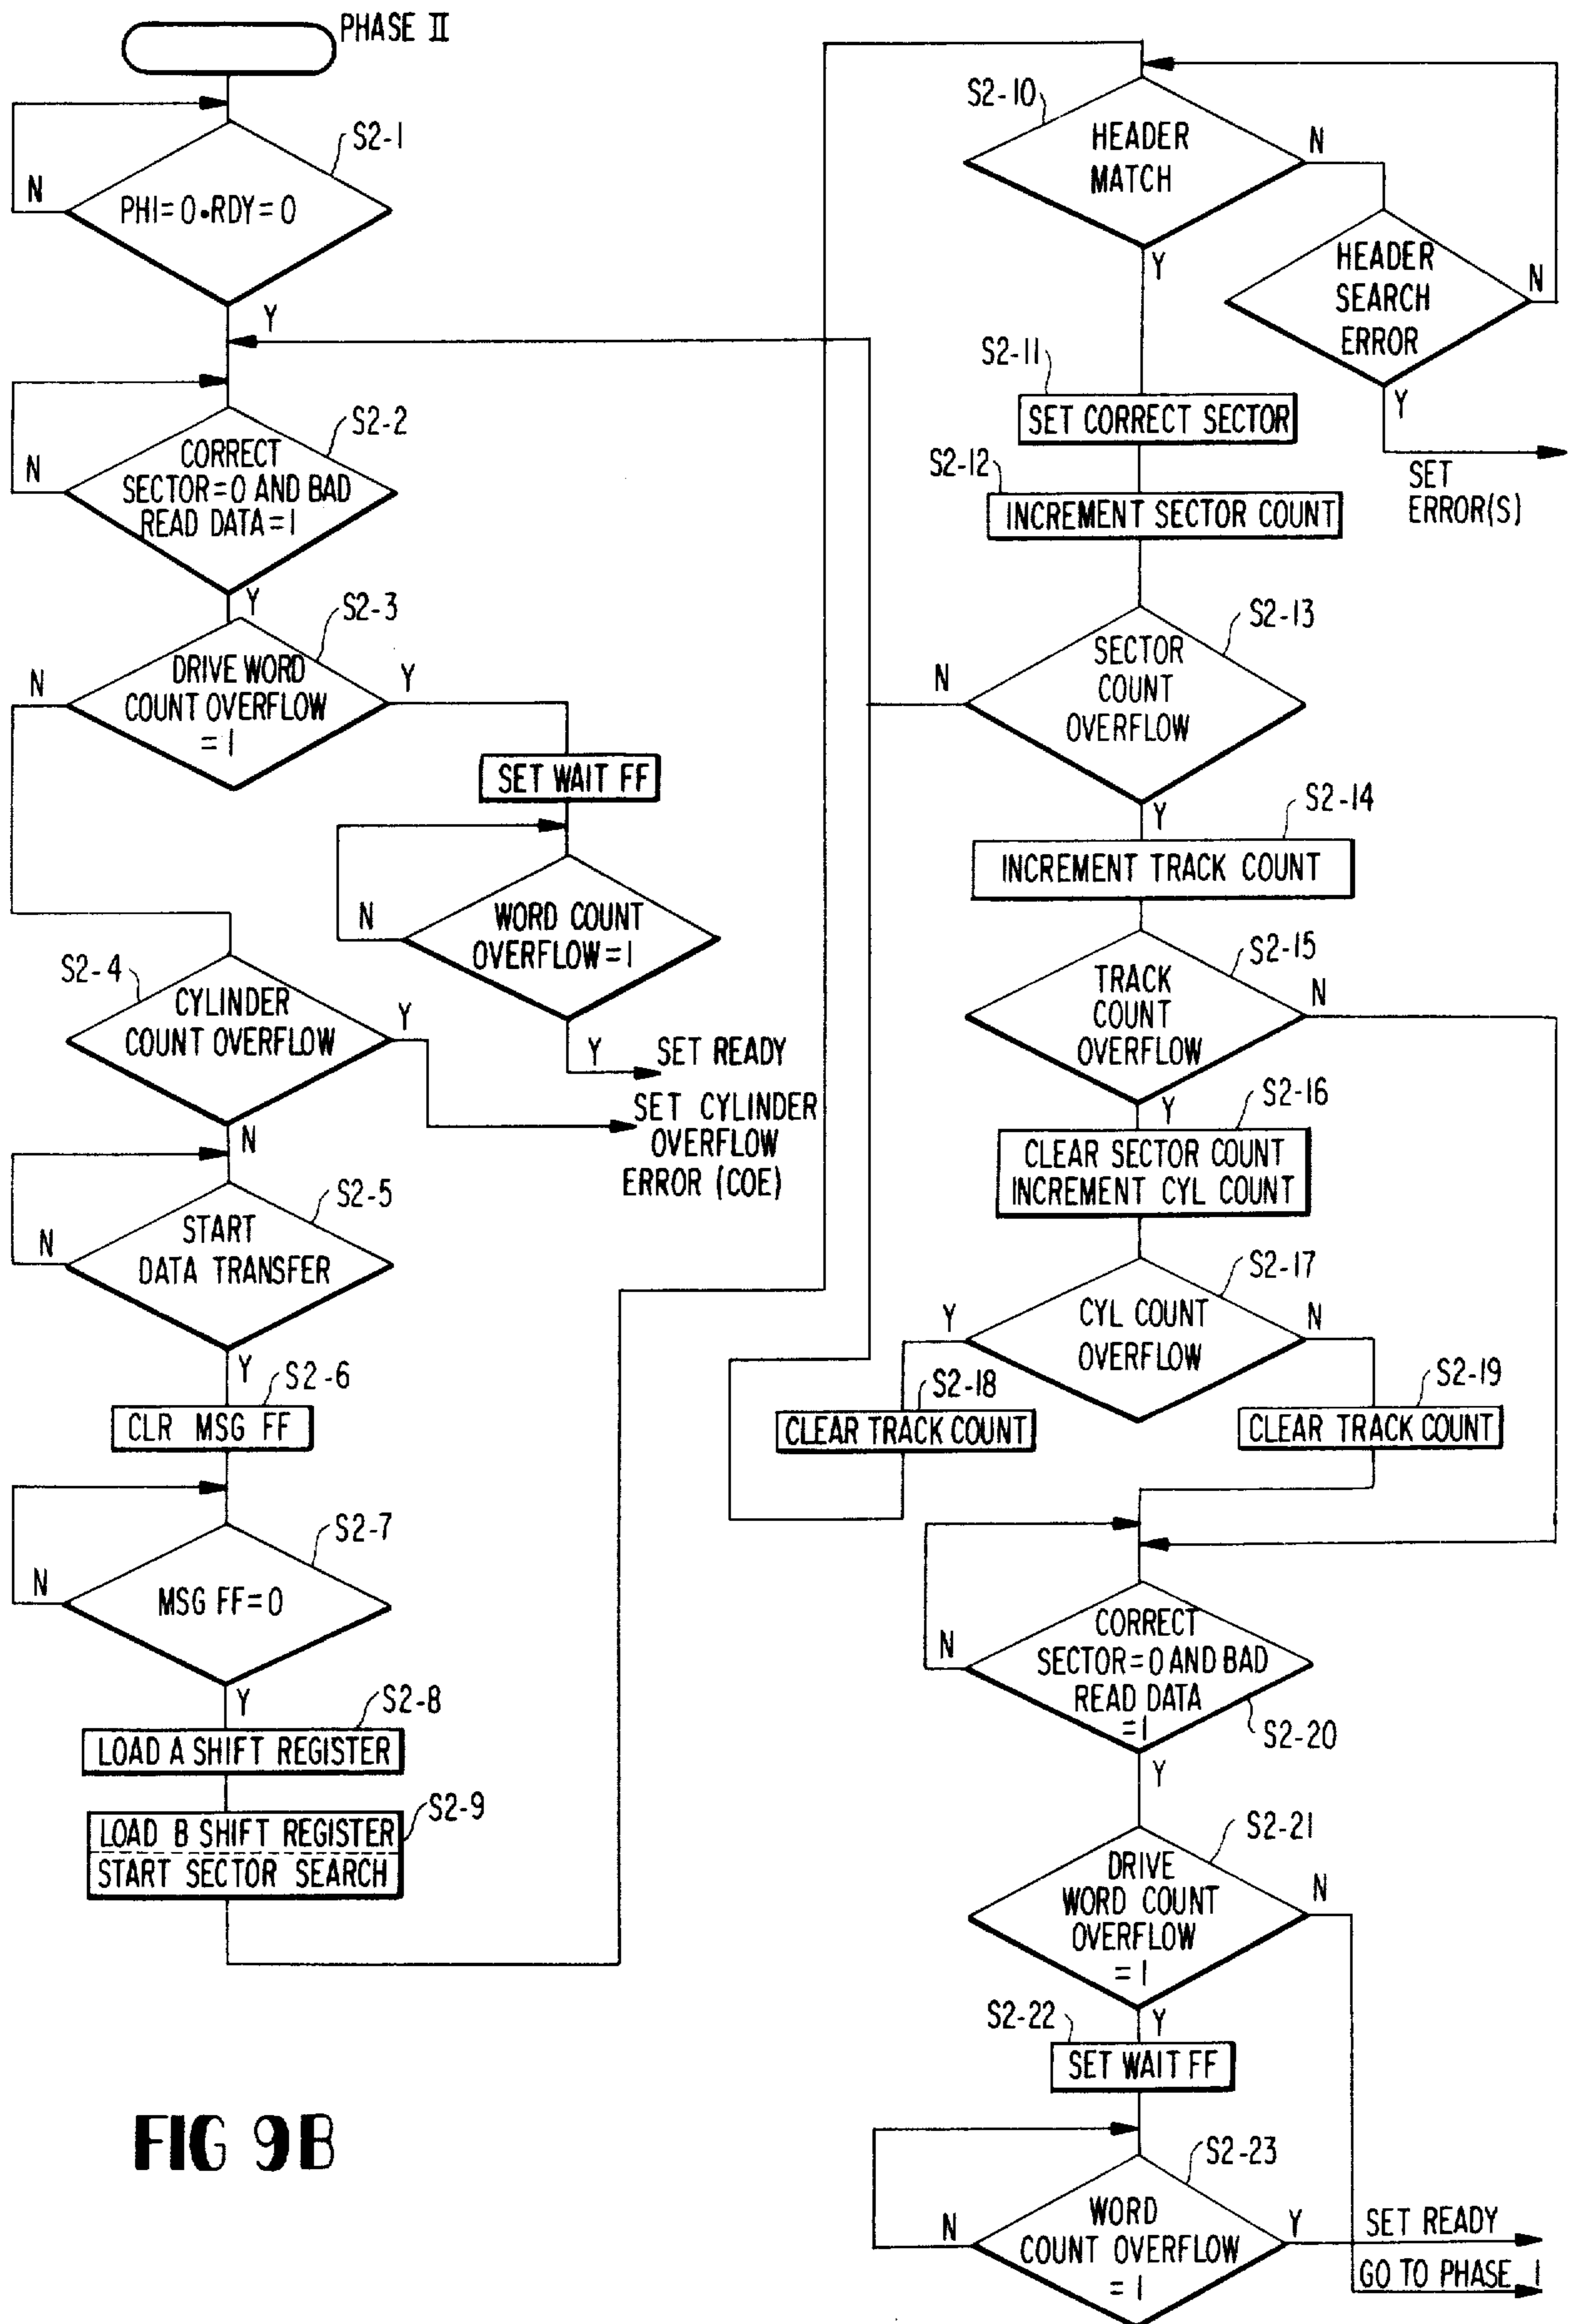 PHASE II
S2-1
N
PHI=0•RDY=0
Y
S2-2
CORRECT
SECTOR=0 AND BAD
READ DATA=1
N
Y
S2-3
DRIVE WORD
COUNT OVERFLOW
=1
N
Y
SET WAIT FF
WORD COUNT
OVERFLOW=1
N
Y
SET READY
S2-4
CYLINDER
COUNT OVERFLOW
Y
SET CYLINDER
OVERFLOW
ERROR (COE)
N
S2-5
START
DATA TRANSFER
N
Y
S2-6
CLR MSG FF
S2-7
MSG FF=0
N
Y
S2-8
LOAD A SHIFT REGISTER
S2-9
LOAD B SHIFT REGISTER
START SECTOR SEARCH
S2-10
HEADER
MATCH
N
Y
HEADER
SEARCH
ERROR
N
Y
SET
ERROR(S)
S2-11
SET CORRECT SECTOR
S2-12
INCREMENT SECTOR COUNT
S2-13
SECTOR
COUNT
OVERFLOW
N
Y
S2-14
INCREMENT TRACK COUNT
S2-15
TRACK
COUNT
OVERFLOW
N
Y
S2-16
CLEAR SECTOR COUNT
INCREMENT CYL COUNT
S2-17
CYL COUNT
OVERFLOW
Y
N
S2-18
CLEAR TRACK COUNT
S2-19
CLEAR TRACK COUNT
CORRECT
SECTOR=0 AND BAD
READ DATA
=1
N
S2-20
Y
S2-21
DRIVE
WORD COUNT
OVERFLOW
=1
N
Y
S2-22
SET WAIT FF
S2-23
WORD
COUNT OVERFLOW
=1
N
Y
SET READY
GO TO PHASE 1
FIG 9B